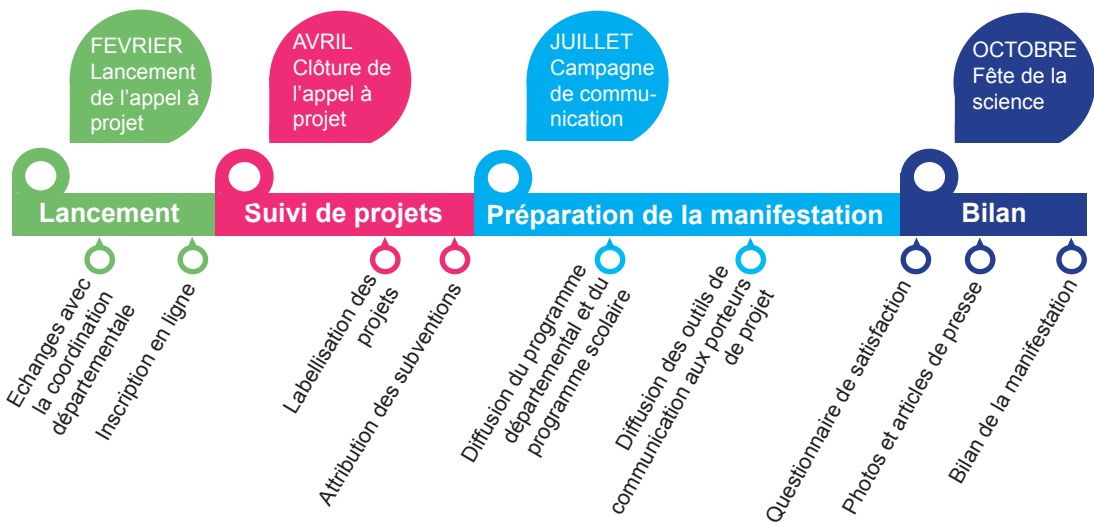 FEVRIER
Lancement
de l'appel à
projet
AVRIL
Clôture de
l'appel à
projet
JUILLET
Campagne
de commu-
nication
OCTOBRE
Fête de la
science
Lancement
Suivi de projets
Préparation de la manifestation
Bilan
Echanges avec
la coordination
départementale
Inscription en ligne
Labellisation des
projets
Attribution des subventions
Diffusion du programme
départemental et du
programme scolaire
Diffusion des outils de
communication aux porteurs
de projet
Questionnaire de satisfaction
Photos et articles de presse
Bilan de la manifestation